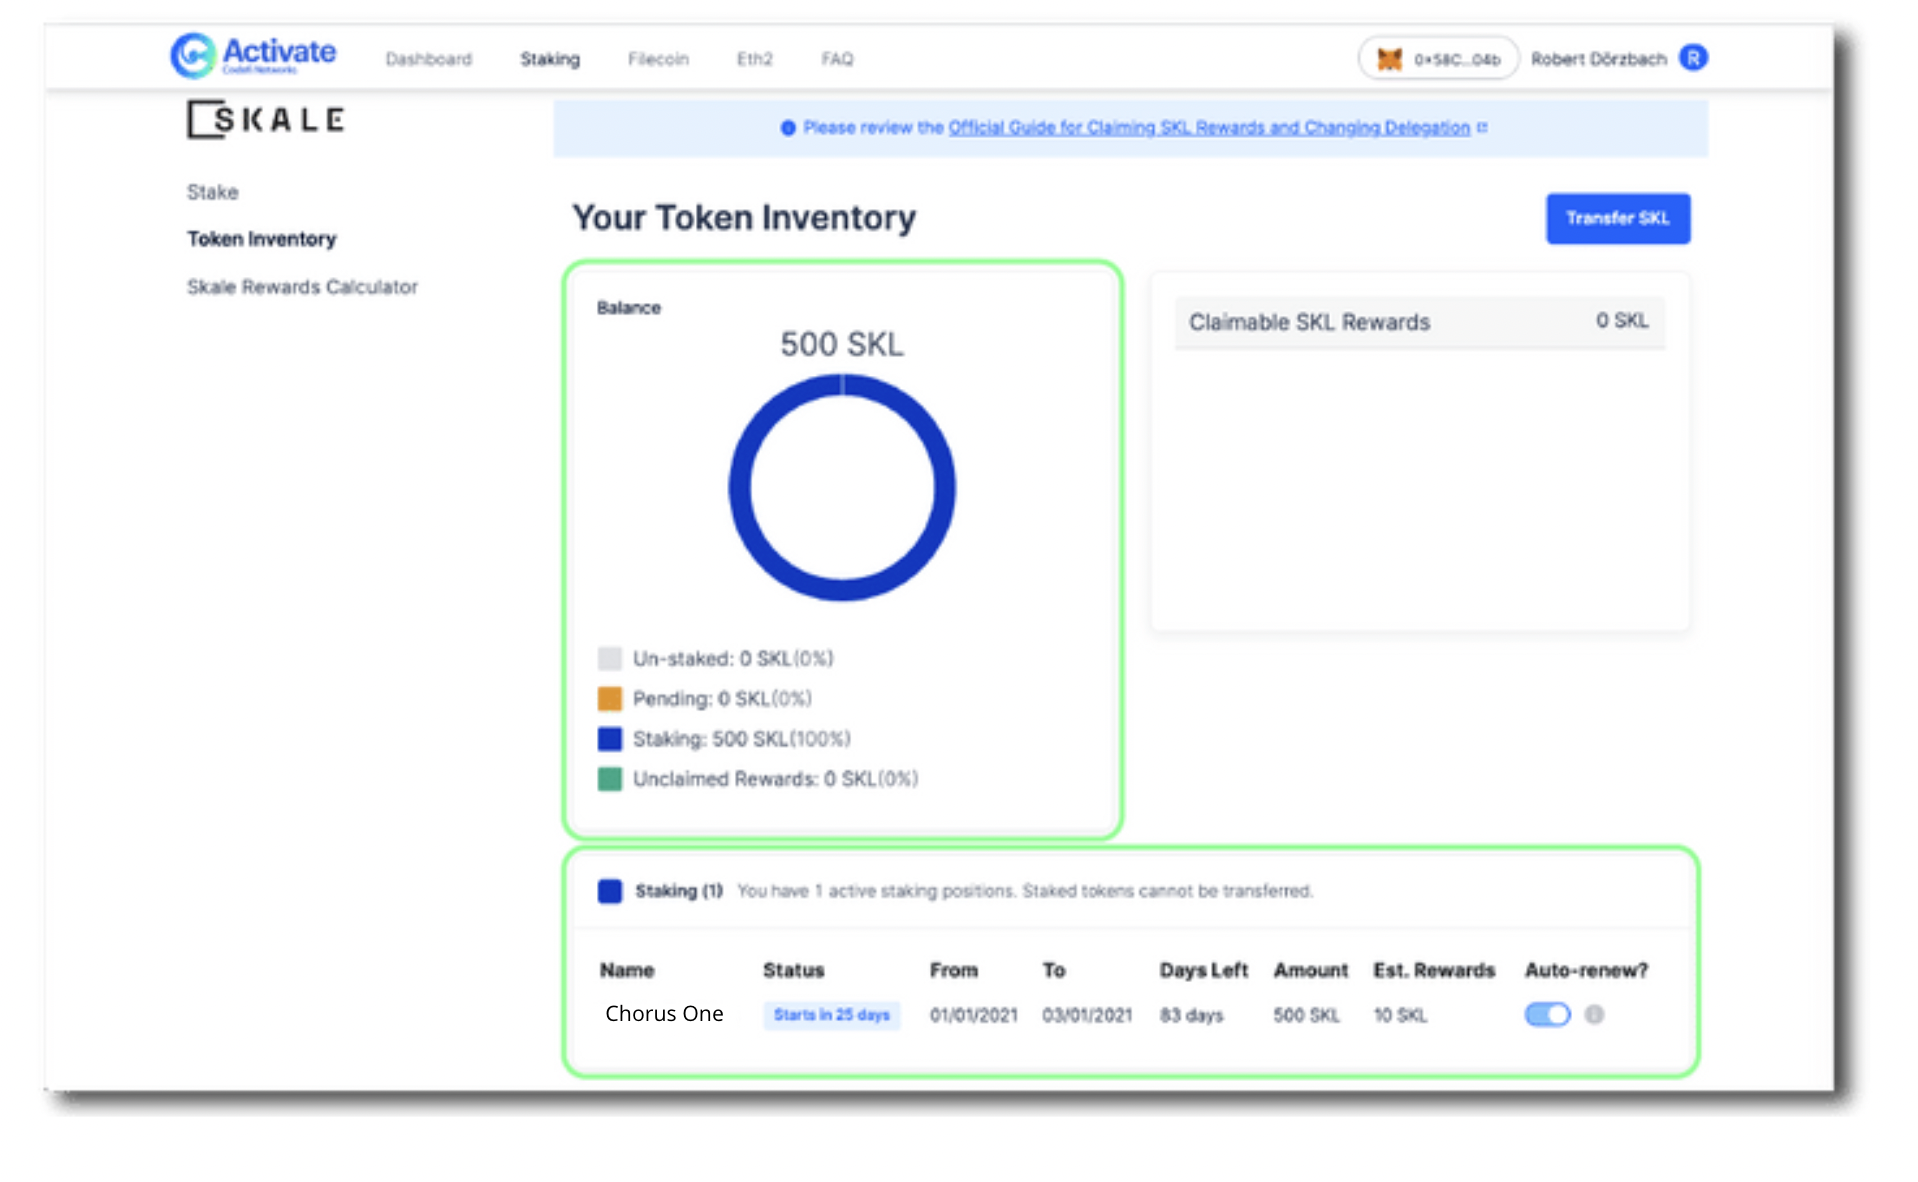 Activate Dashboard Staking Filecoin Eth2 FAQ 0x58C...04b Robert Dörzbach R
Codefi Networks
SKALE
Please review the Official Guide for Claiming SKL Rewards and Changing Delegation
Stake
Token Inventory
Skale Rewards Calculator
Your Token Inventory
Transfer SKL
Balance
500 SKL
Claimable SKL Rewards 0 SKL
Un-staked: 0 SKL(0%)
Pending: 0 SKL(0%)
Staking: 500 SKL(100%)
Unclaimed Rewards: 0 SKL(0%)
Staking (1) You have 1 active staking positions. Staked tokens cannot be transferred.
Name Status From To Days Left Amount Est. Rewards Auto-renew?
Chorus One Starts in 25 days 01/01/2021 03/01/2021 83 days 500 SKL 10 SKL